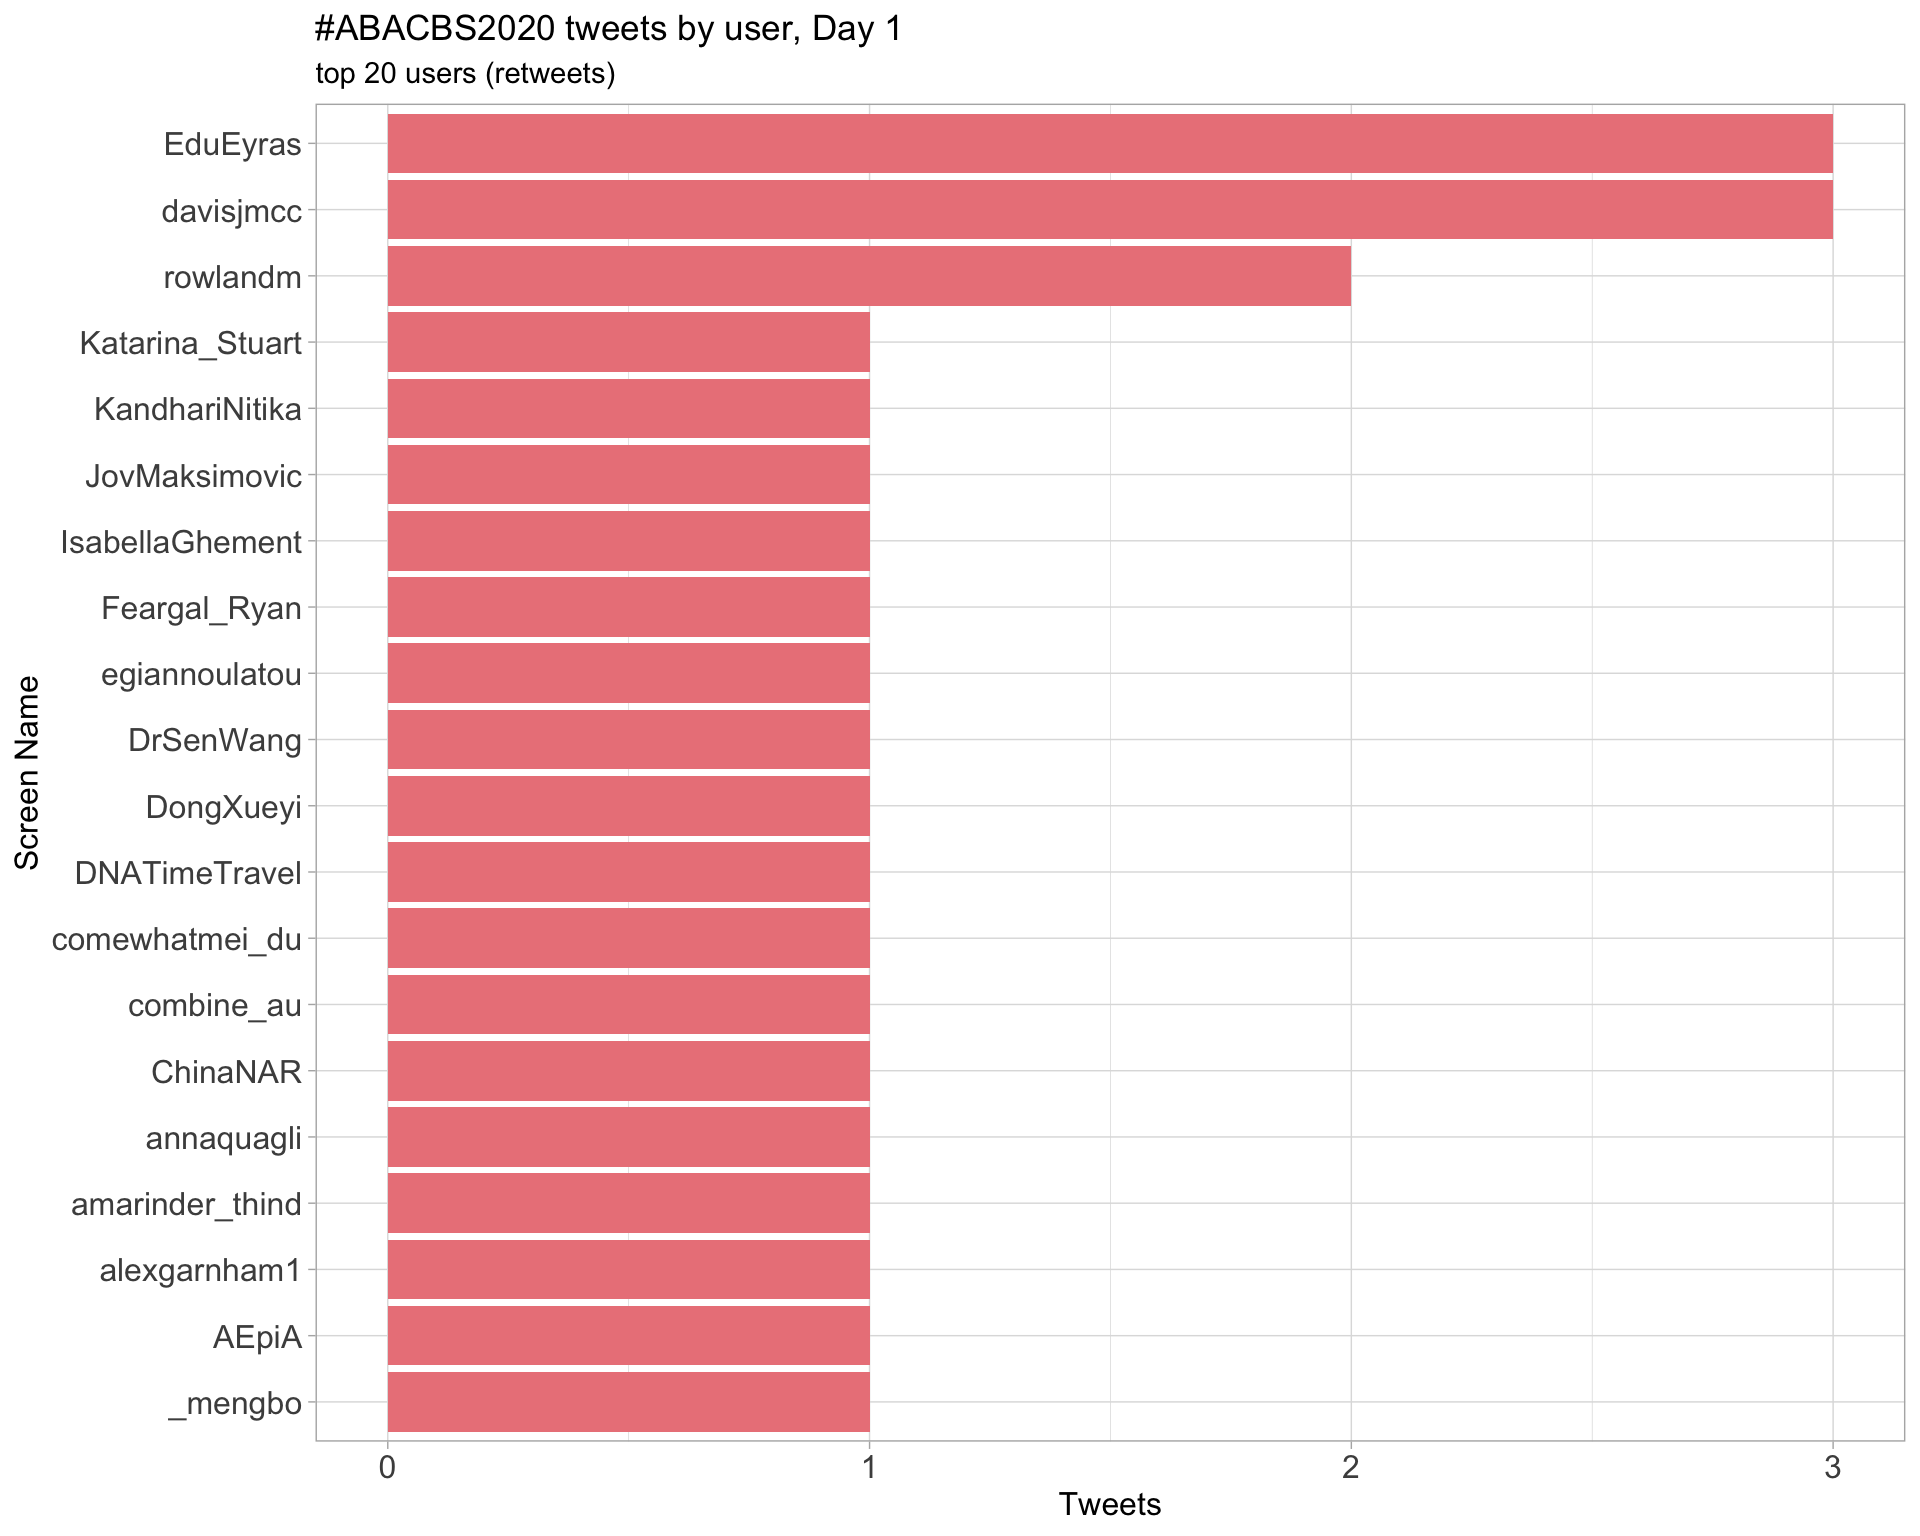 #ABACBS2020 tweets by user, Day 1
top 20 users (retweets)
EduEyras
davisjmcc
rowlandm
Katarina_Stuart
KandhariNitika
JovMaksimovic
IsabellaGhement
Feargal_Ryan
egiannoulatou
DrSenWang
DongXueyi
DNATimeTravel
comewhatmei_du
combine_au
ChinaNAR
annaquagli
amarinder_thind
alexgarnham1
AEpiA
_mengbo
Screen Name
0 1 2 3
Tweets